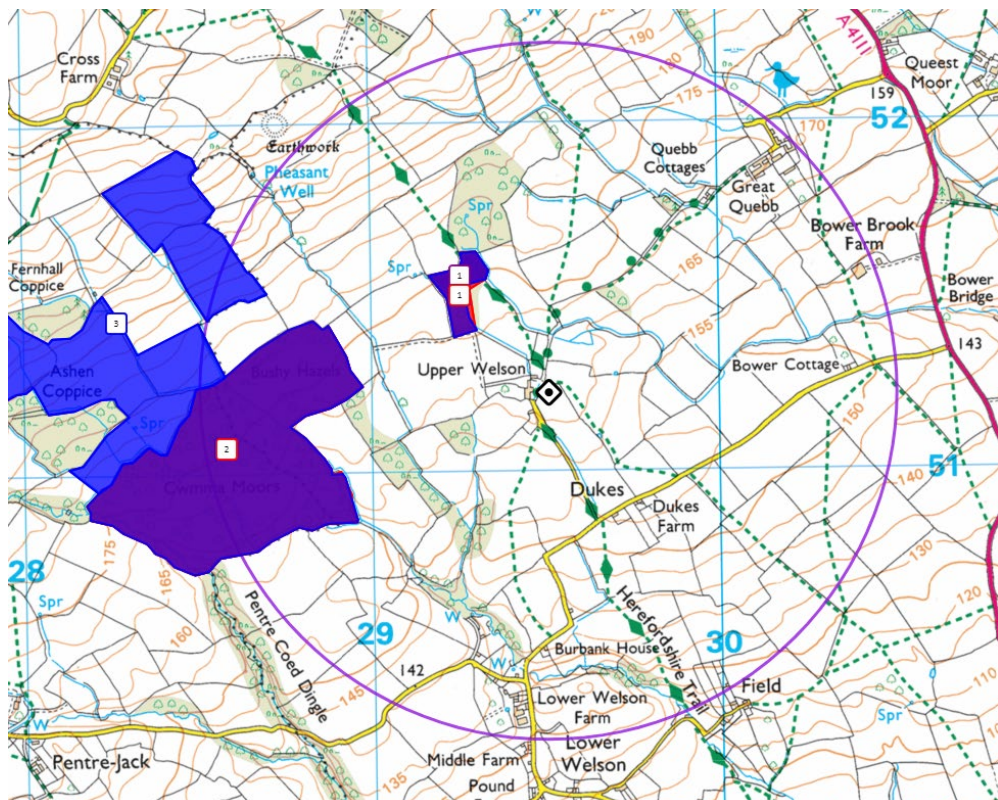 W
190
180
175
A4111
Queest
Moor
159
52
170
Cross
Farm
Earthwork
Pheasant
Well
Quebb
Cottages
Great
Quebb
Spr
Bower Brook
Farm
165
Spr
1
1
Fernhall
Coppice
Bower
Bridge
3
155
143
Upper Welson
Bower Cottage
Bushy Hazels
Ashen
Coppice
150
Spr
2
51
140
Cwmma Moors
Dukes
Dukes
Farm
175
165
130
28
120
Spr
W
Pentre Coed Dingle
160
29
Herefordshire Trail
30
Burbank House
142
W
145
110
Lower Welson
Farm
Field
Spr
W
Pentre-Jack
135
Middle Farm
Lower
Welson
Pound